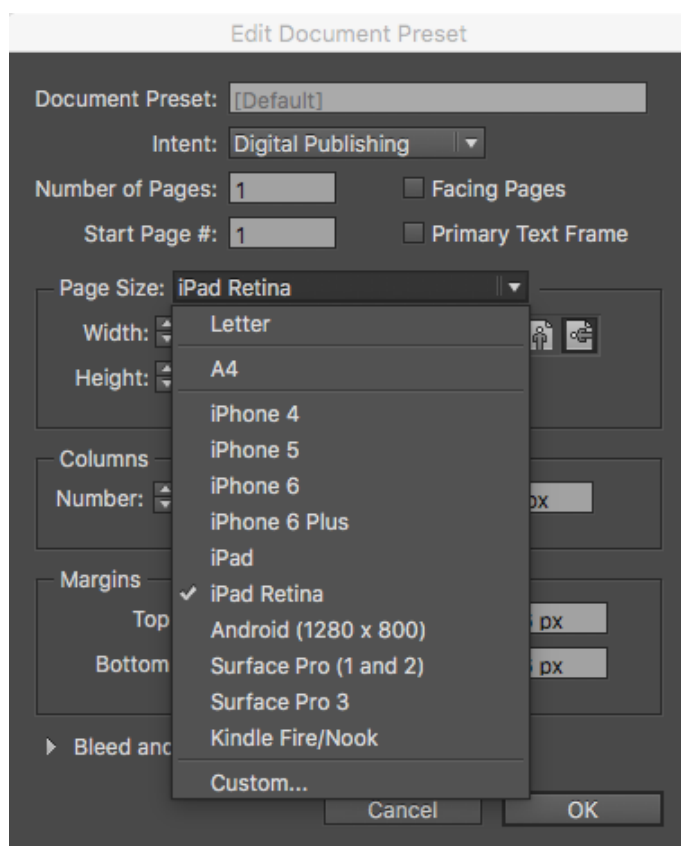 Edit Document Preset
Document Preset: [Default]
Intent: Digital Publishing
Number of Pages: 1 Facing Pages
Start Page #: 1 Primary Text Frame
Page Size: iPad Retina
Width: Letter
Height: A4
iPhone 4
Columns iPhone 5
Number: iPhone 6 px
iPhone 6 Plus
iPad
Margins iPad Retina
Top Android (1280 x 800) px
Bottom Surface Pro (1 and 2) px
Surface Pro 3
Bleed and Kindle Fire/Nook
Custom...
Cancel OK